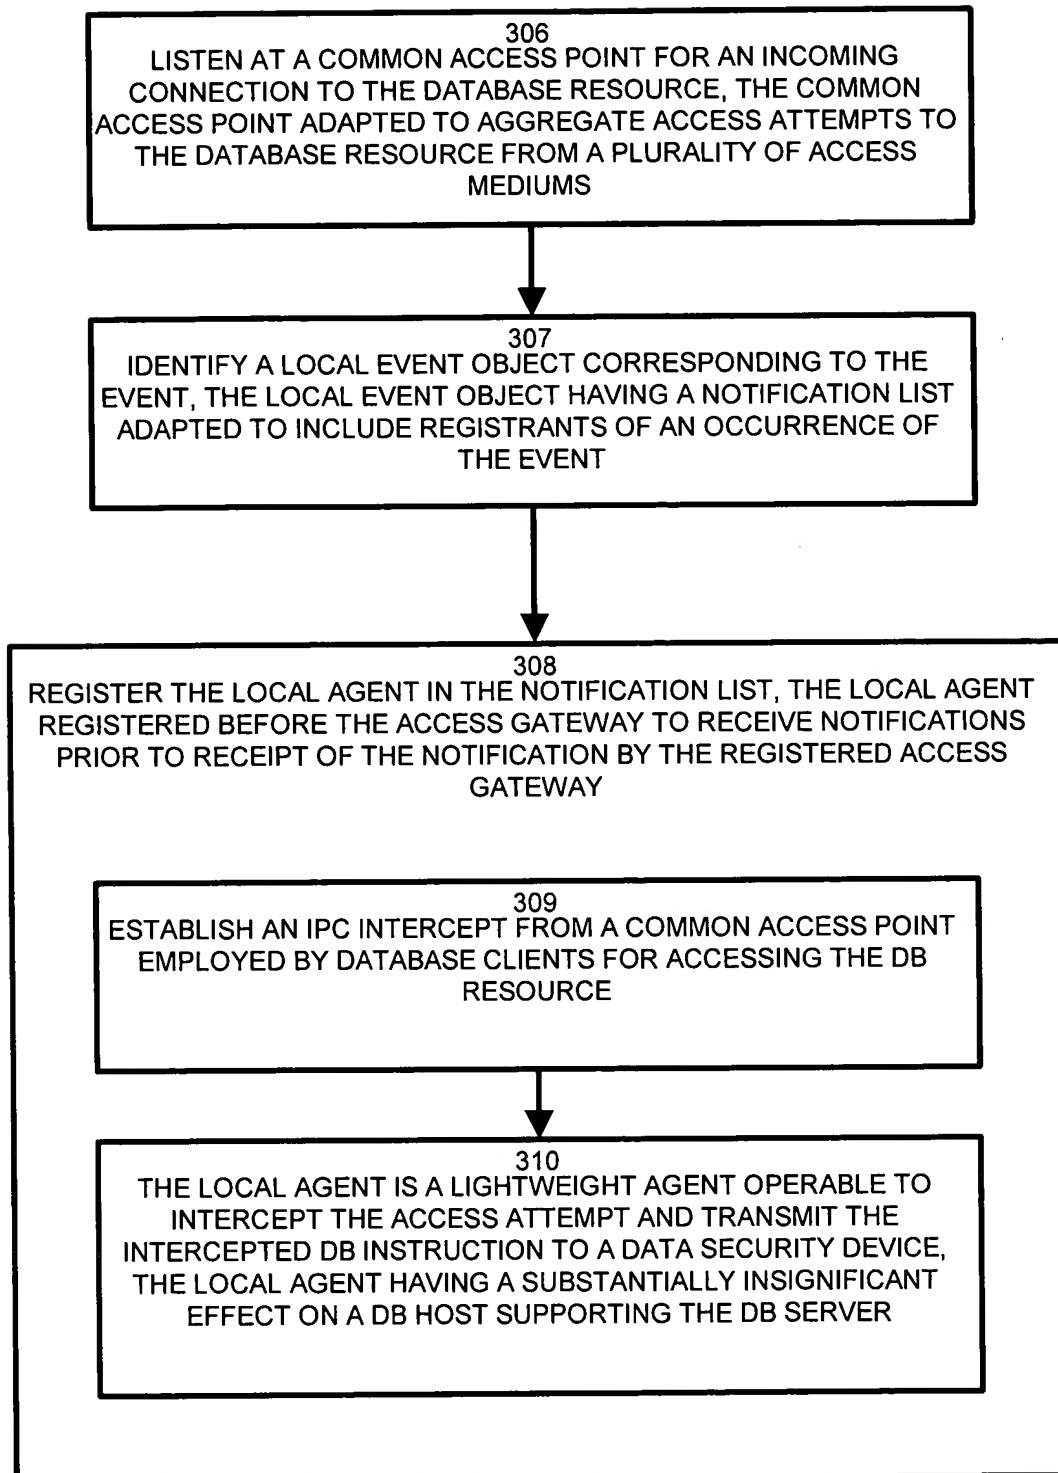 306
LISTEN AT A COMMON ACCESS POINT FOR AN INCOMING
CONNECTION TO THE DATABASE RESOURCE, THE COMMON
ACCESS POINT ADAPTED TO AGGREGATE ACCESS ATTEMPTS TO
THE DATABASE RESOURCE FROM A PLURALITY OF ACCESS
MEDIUMS
307
IDENTIFY A LOCAL EVENT OBJECT CORRESPONDING TO THE
EVENT, THE LOCAL EVENT OBJECT HAVING A NOTIFICATION LIST
ADAPTED TO INCLUDE REGISTRANTS OF AN OCCURRENCE OF
THE EVENT
308
REGISTER THE LOCAL AGENT IN THE NOTIFICATION LIST, THE LOCAL AGENT
REGISTERED BEFORE THE ACCESS GATEWAY TO RECEIVE NOTIFICATIONS
PRIOR TO RECEIPT OF THE NOTIFICATION BY THE REGISTERED ACCESS
GATEWAY
309
ESTABLISH AN IPC INTERCEPT FROM A COMMON ACCESS POINT
EMPLOYED BY DATABASE CLIENTS FOR ACCESSING THE DB
RESOURCE
310
THE LOCAL AGENT IS A LIGHTWEIGHT AGENT OPERABLE TO
INTERCEPT THE ACCESS ATTEMPT AND TRANSMIT THE
INTERCEPTED DB INSTRUCTION TO A DATA SECURITY DEVICE,
THE LOCAL AGENT HAVING A SUBSTANTIALLY INSIGNIFICANT
EFFECT ON A DB HOST SUPPORTING THE DB SERVER